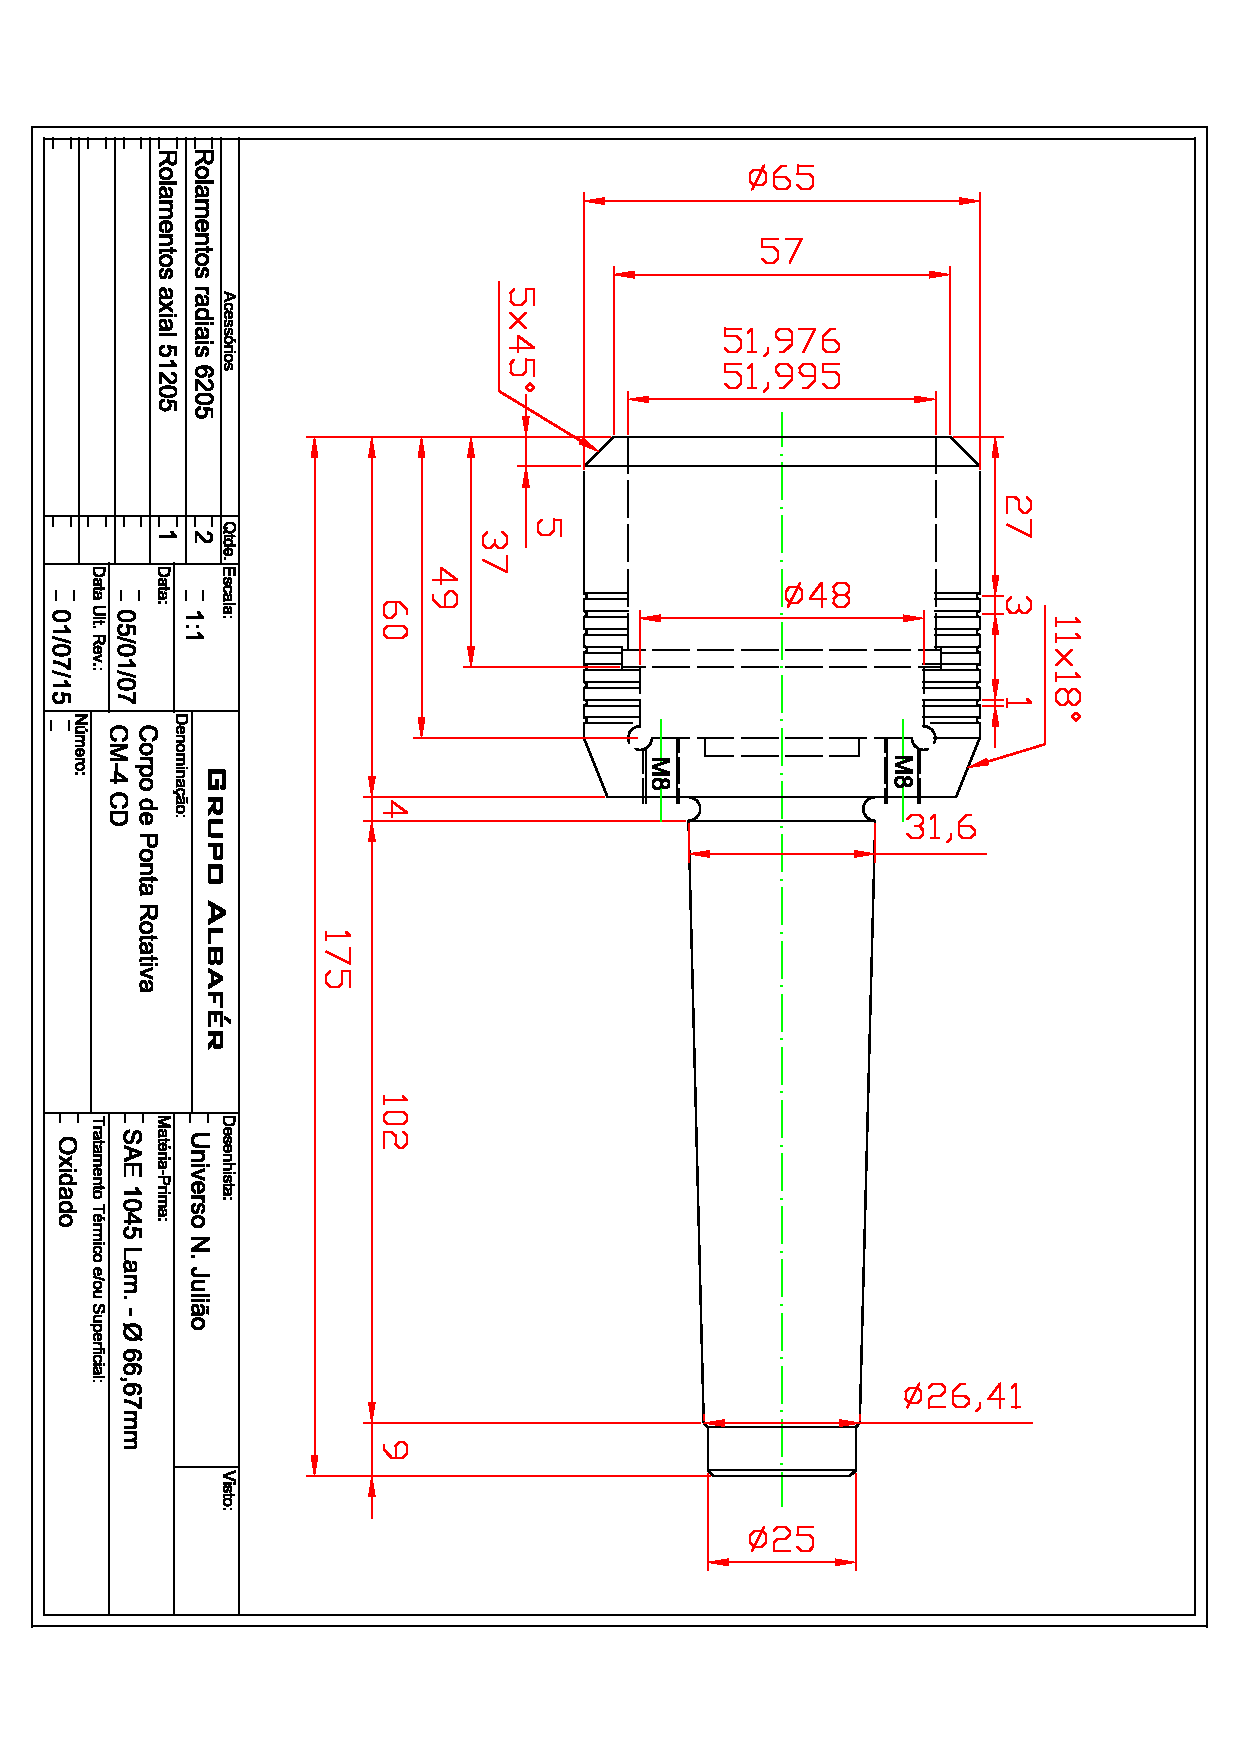 Ø65
57
51,976
51,995
5x45°
5
37
49
60
175
4
102
9
27
3
1
11x18°
Ø48
M8
M8
31,6
Ø26,41
Ø25
Acessórios
Qtde.
Rolamentos radiais 6205
2
Rolamentos axial 51205
1
Escala:
1:1
Data:
05/01/07
Data Ult. Rev.:
01/07/15
GRUPO ALBAFÉR
Denominação:
Corpo de Ponta Rotativa
CM-4 CD
Número:
Desenhista:
Universo N. Julião
Visto:
Matéria-Prima:
SAE 1045 Lam. - Ø 66,67mm
Tratamento Térmico e/ou Superficial:
Oxidado